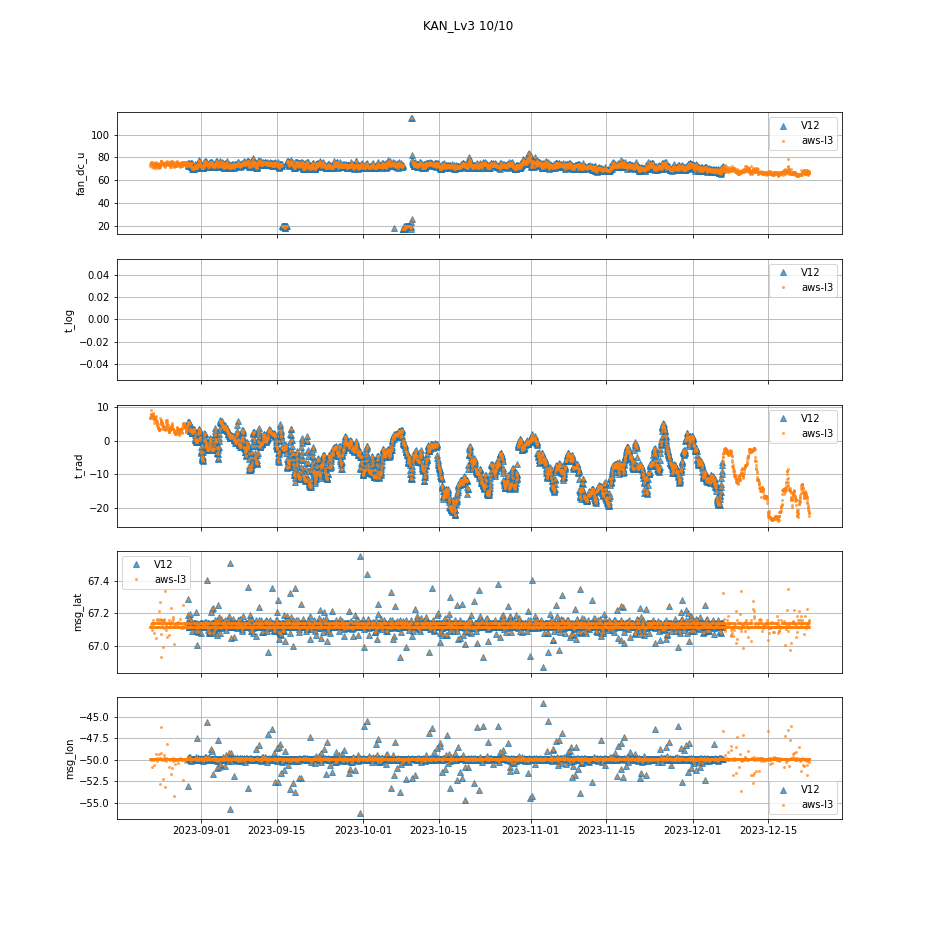 KAN_Lv3 10/10
100
80
60
40
20
fan_dc_u
V12
aws-l3
0.04
0.02
0.00
−0.02
−0.04
t_log
V12
aws-l3
10
0
−10
−20
t_rad
V12
aws-l3
67.4
67.2
67.0
msg_lat
V12
aws-l3
−45.0
−47.5
−50.0
−52.5
−55.0
msg_lon
V12
aws-l3
2023-09-01 2023-09-15 2023-10-01 2023-10-15 2023-11-01 2023-11-15 2023-12-01 2023-12-15